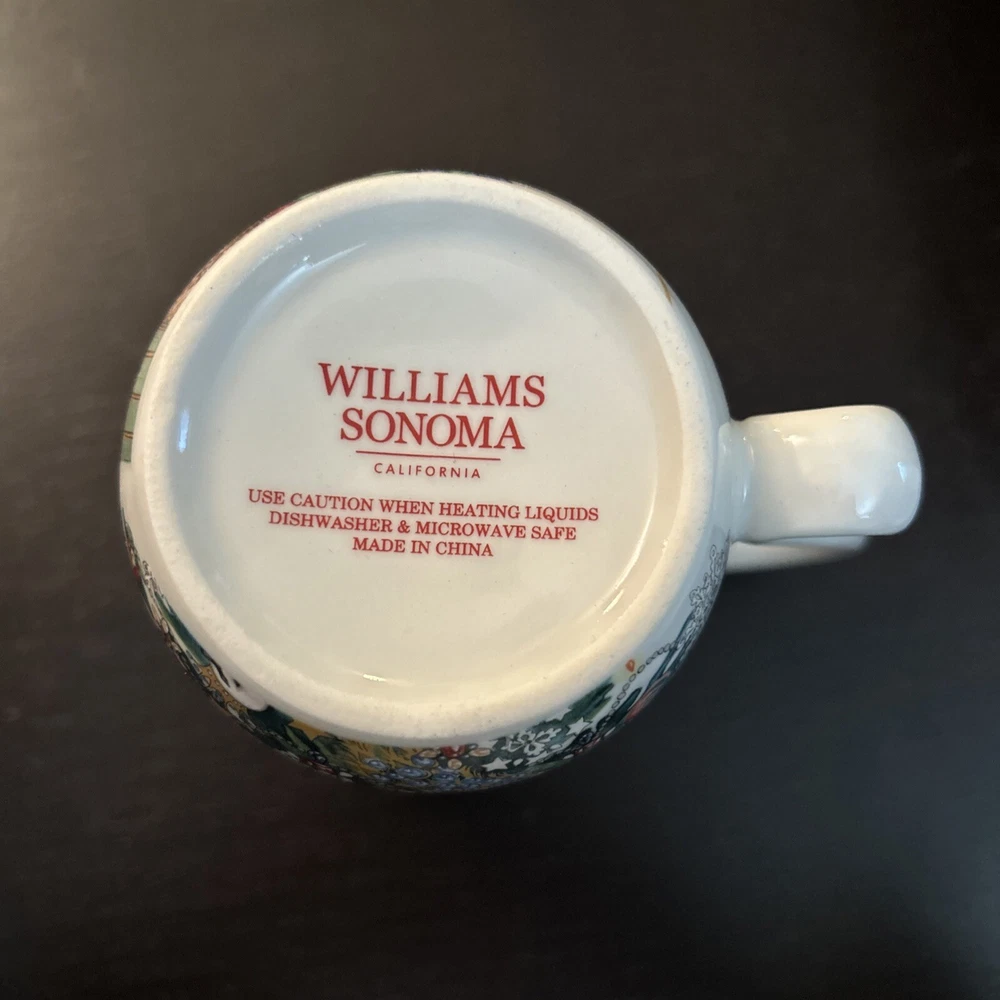 WILLIAMS
SONOMA
CALIFORNIA
USE CAUTION WHEN HEATING LIQUIDS
DISHWASHER & MICROWAVE SAFE
MADE IN CHINA